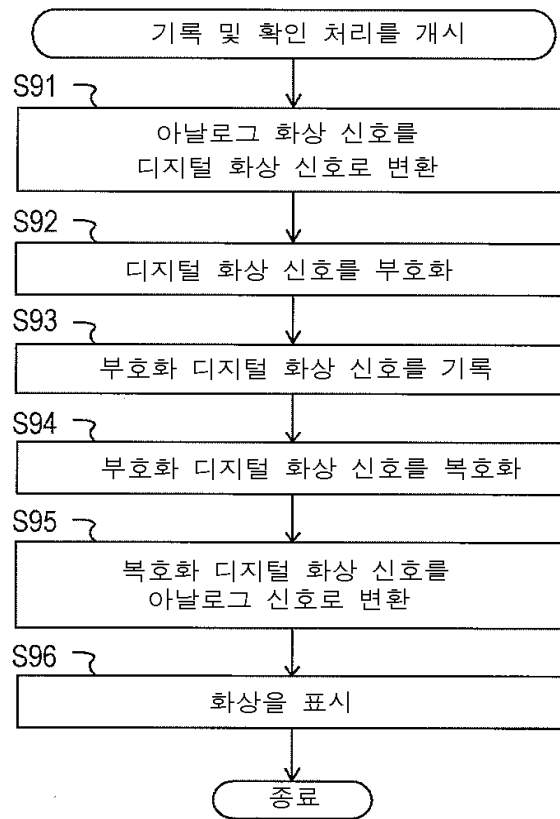 기록 및 확인 처리를 개시
S91
아날로그 화상 신호를
디지털 화상 신호로 변환
S92
디지털 화상 신호를 부호화
S93
부호화 디지털 화상 신호를 기록
S94
부호화 디지털 화상 신호를 복호화
S95
복호화 디지털 화상 신호를
아날로그 신호로 변환
S96
화상을 표시
종료